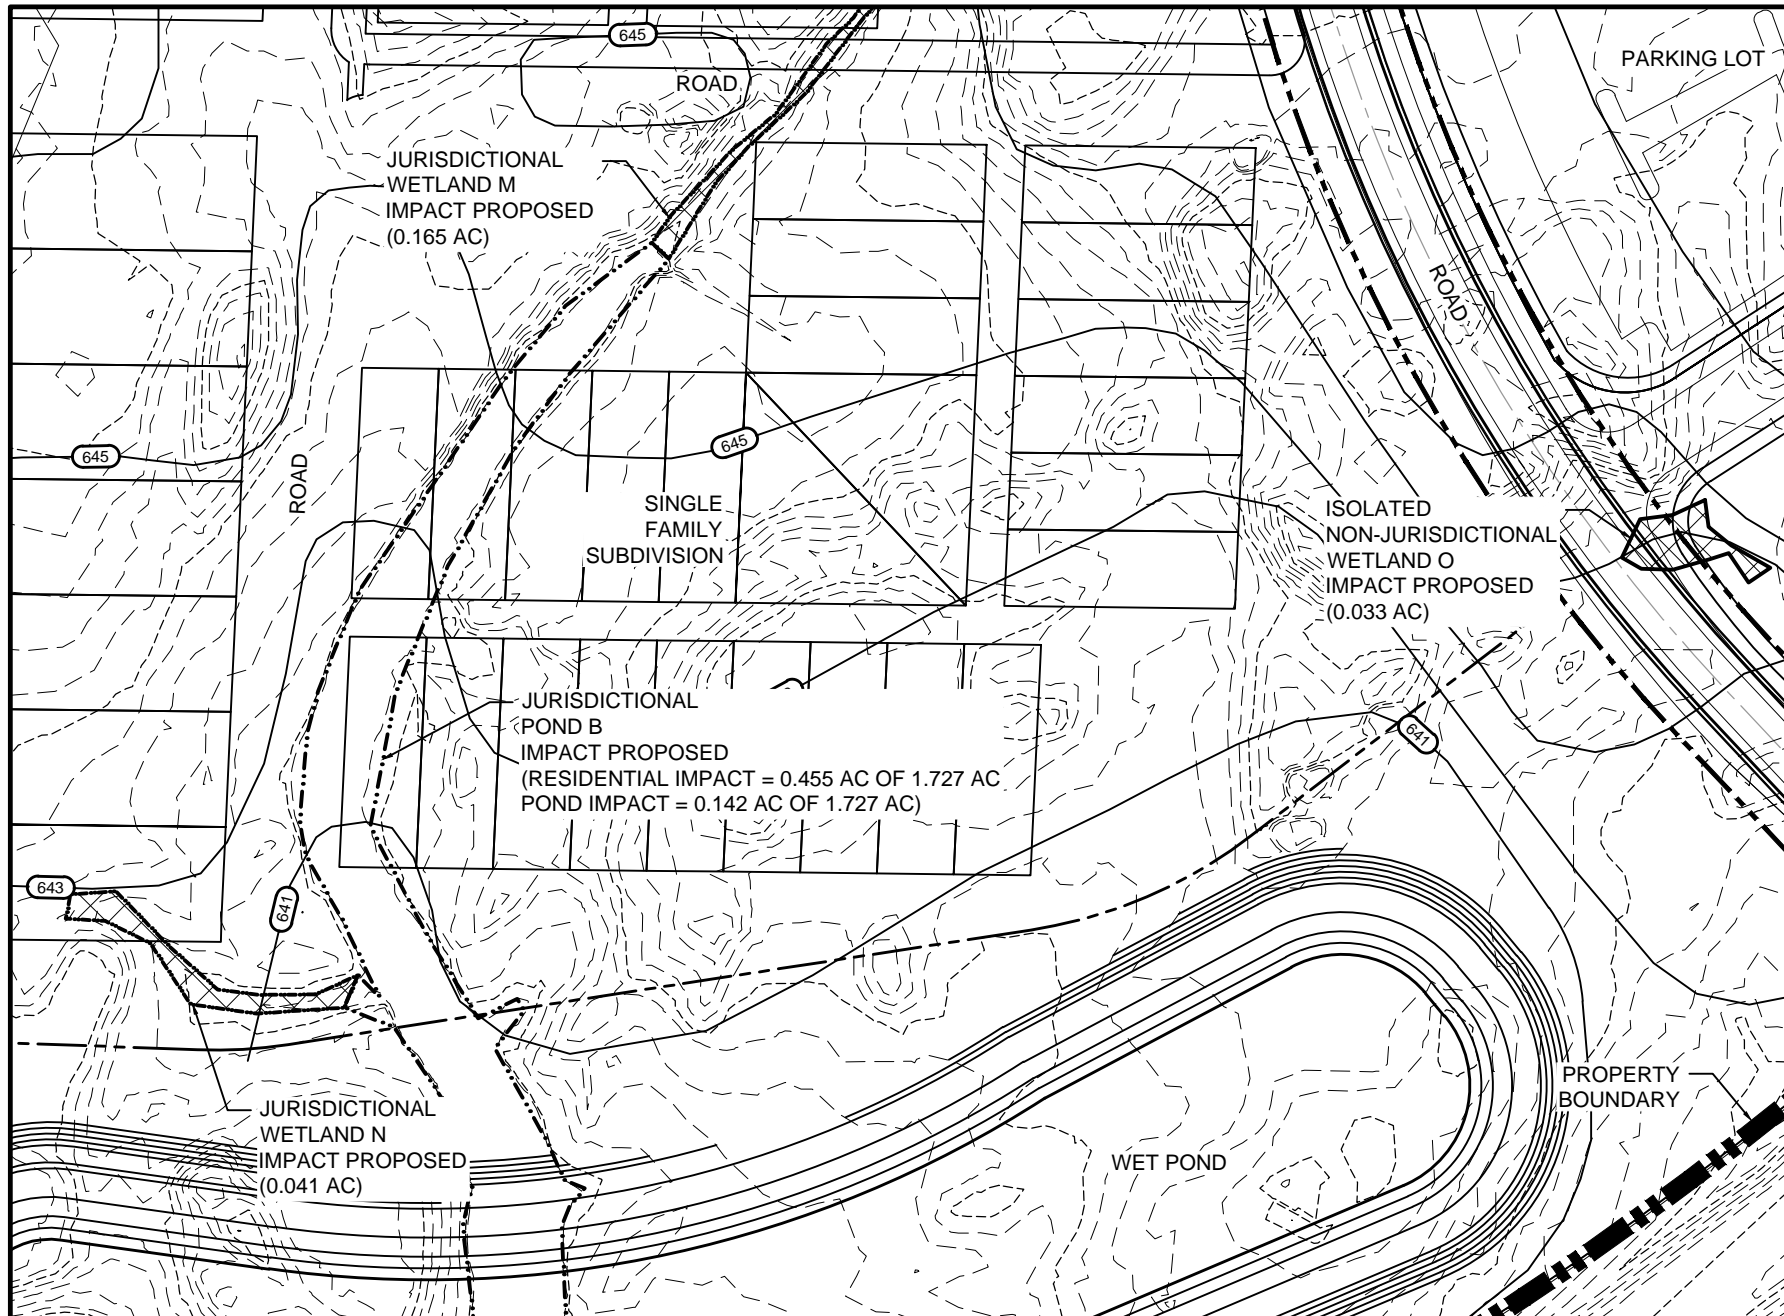 645
ROAD
PARKING LOT
JURISDICTIONAL
WETLAND M
IMPACT PROPOSED
(0.165 AC)
ROAD
645
645
ROAD
SINGLE
FAMILY
SUBDIVISION
ISOLATED
NON-JURISDICTIONAL
WETLAND O
IMPACT PROPOSED
(0.033 AC)
JURISDICTIONAL
POND B
IMPACT PROPOSED
(RESIDENTIAL IMPACT = 0.455 AC OF 1.727 AC
POND IMPACT = 0.142 AC OF 1.727 AC)
641
643
641
JURISDICTIONAL
WETLAND N
IMPACT PROPOSED
(0.041 AC)
WET POND
PROPERTY
BOUNDARY